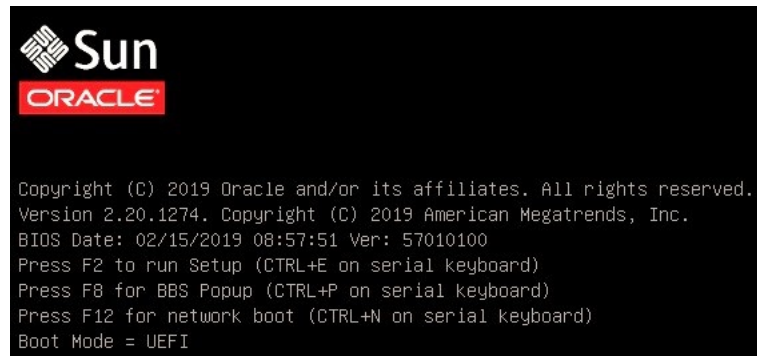 Sun
ORACLE
Copyright (C) 2019 Oracle and/or its affiliates. All rights reserved.
Version 2.20.1274. Copyright (C) 2019 American Megatrends, Inc.
BIOS Date: 02/15/2019 08:57:51 Ver: 57010100
Press F2 to run Setup (CTRL+E on serial keyboard)
Press F8 for BBS Popup (CTRL+P on serial keyboard)
Press F12 for network boot (CTRL+N on serial keyboard)
Boot Mode = UEFI